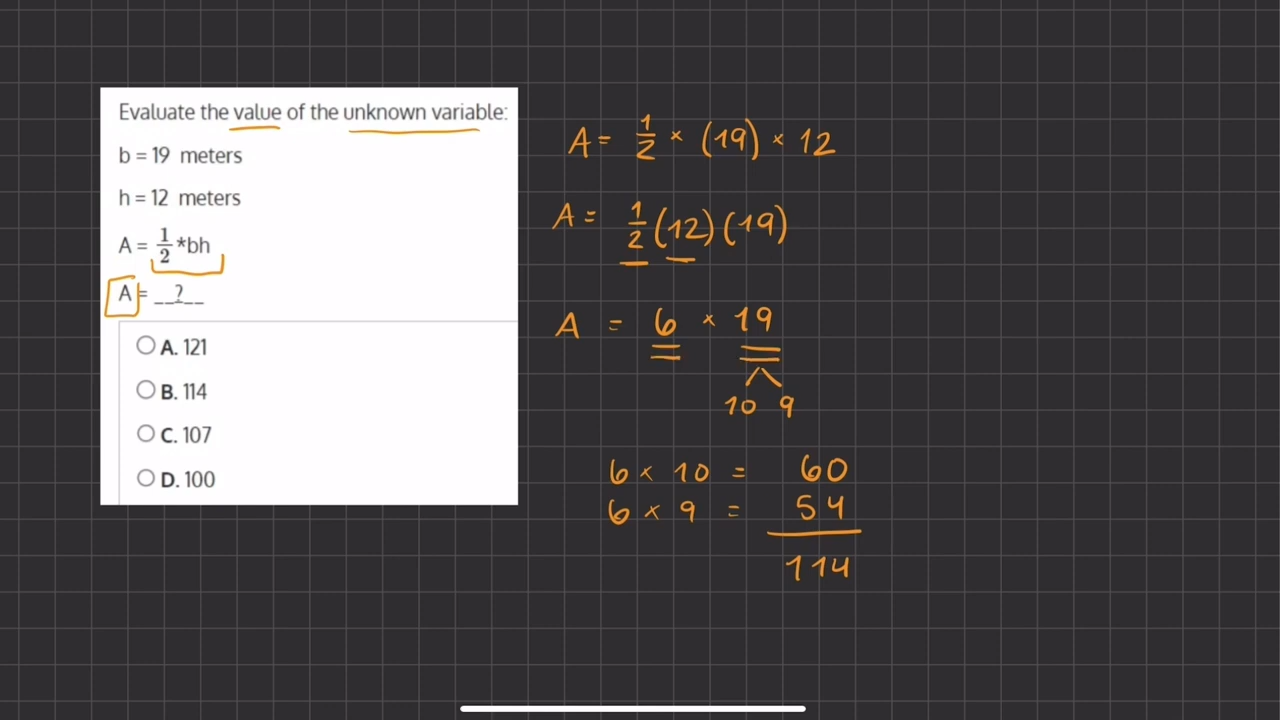 Evaluate the value of the unknown variable:
b = 19 meters
h = 12 meters
A = 1/2 *bh
A = __?__
A. 121
B. 114
C. 107
D. 100
A = 1/2 × (19) × 12
A = 1/2 (12)(19)
A = 6 × 19
10 9
6 × 10 = 60
6 × 9 = 54
114